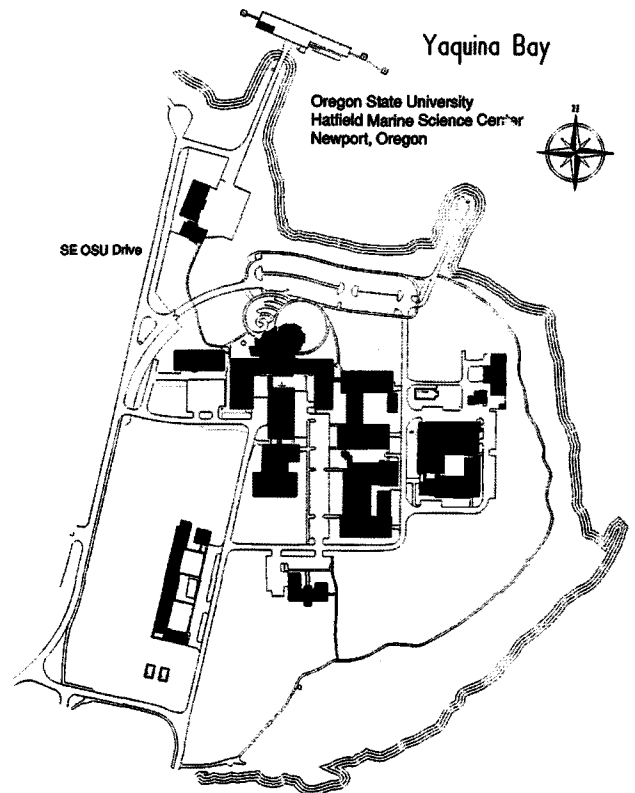 Yaquina Bay
Oregon State University
Hatfield Marine Science Center
Newport, Oregon
N
SE OSU Drive